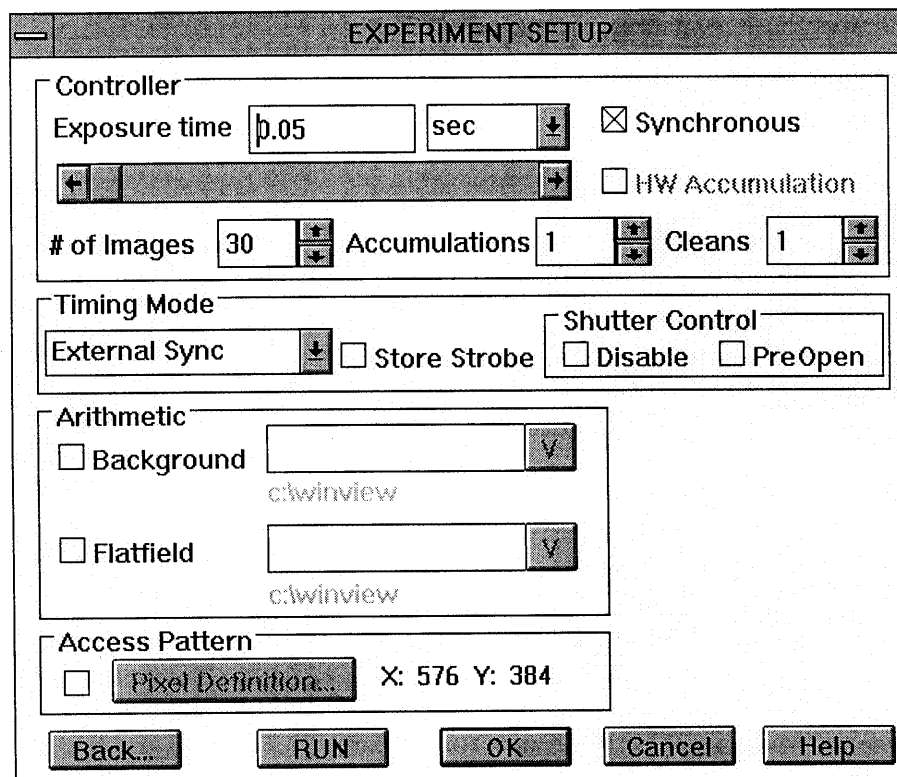 EXPERIMENT SETUP
Controller
Exposure time 0.05 sec Synchronous
HW Accumulation
# of Images 30 Accumulations 1 Cleans 1
Timing Mode
External Sync Store Strobe
Shutter Control
Disable PreOpen
Arithmetic
Background V
c:\winview
Flatfield V
c:\winview
Access Pattern
Pixel Definition... X: 576 Y: 384
Back... RUN OK Cancel Help